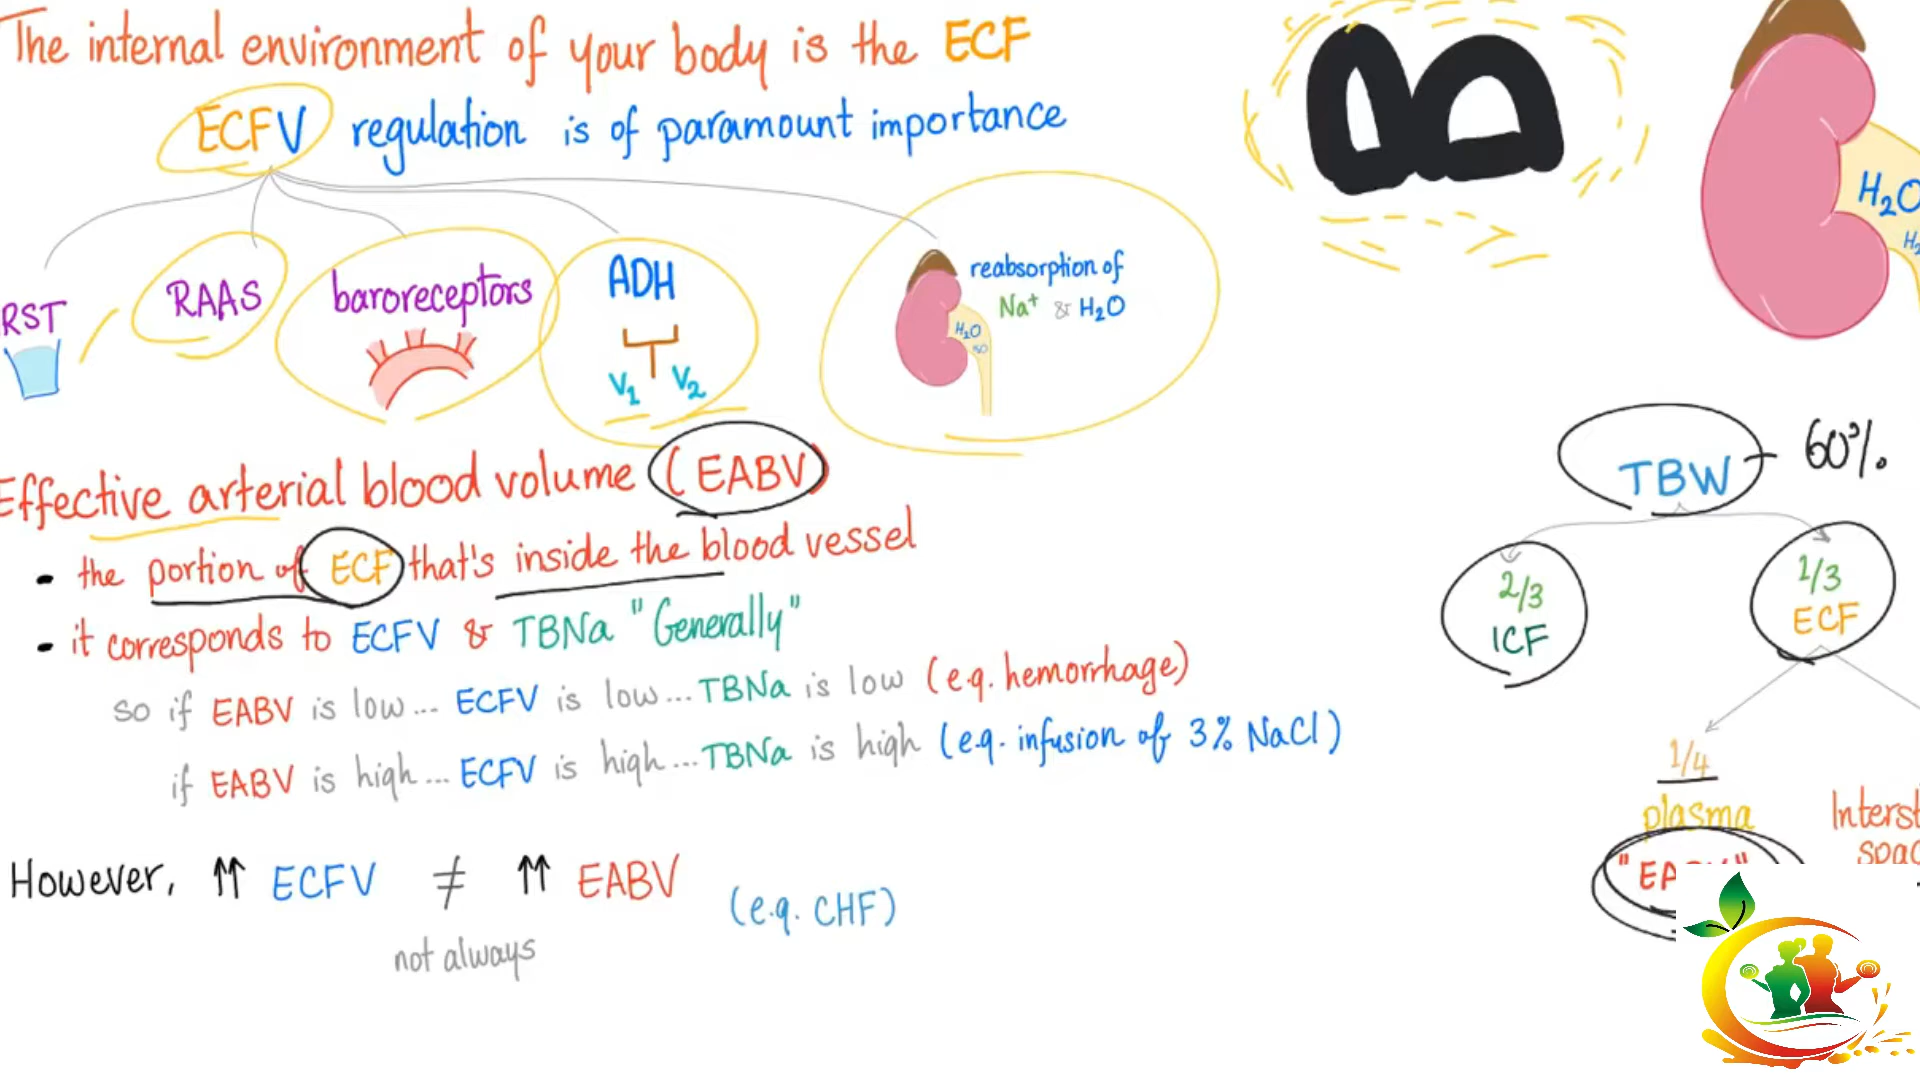 The internal environment of your body is the ECF
ECFV regulation is of paramount importance
RST
RAAS
baroreceptors
ADH
V1 V2
reabsorption of
Na+ & H2O
H2O
H2O
TBW - 60%
2/3
ICF
1/3
ECF
1/4
plasma
Effective arterial blood volume (EABV)
- the portion of ECF that's inside the blood vessel
- it corresponds to ECFV & TBNa "Generally"
so if EABV is low... ECFV is low... TBNa is low (e.g. hemorrhage)
if EABV is high... ECFV is high... TBNa is high (e.g. infusion of 3% NaCl)
However, ↑↑ ECFV ≠ ↑↑ EABV (e.g. CHF)
not always